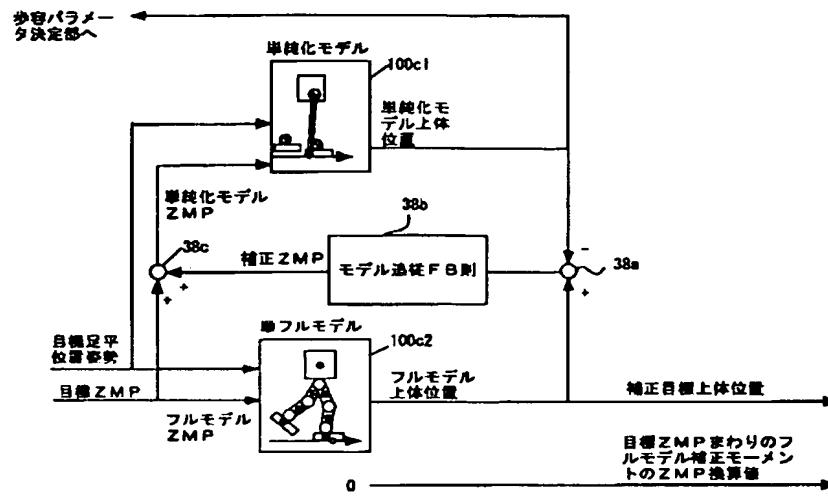 歩容パラメー
タ決定部へ
単純化モデル
100c1
単純化モ
デル上体
位置
単純化モデル
ZMP
38b
38c
補正ZMP
モデル追従FB則
-
38a
+
+
+
単フルモデル
100c2
目標足平
位置姿勢
目標ZMP
フルモデル
ZMP
フルモデル
上体位置
補正目標上体位置
目標ZMPまわりのフ
ルモデル補正モーメン
トのZMP換算値
0